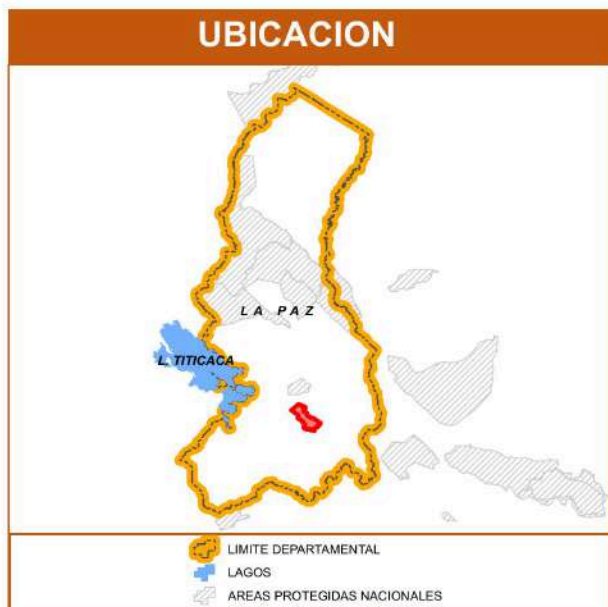 UBICACION
LA PAZ
L. TITICACA
LIMITE DEPARTAMENTAL
LAGOS
AREAS PROTEGIDAS NACIONALES